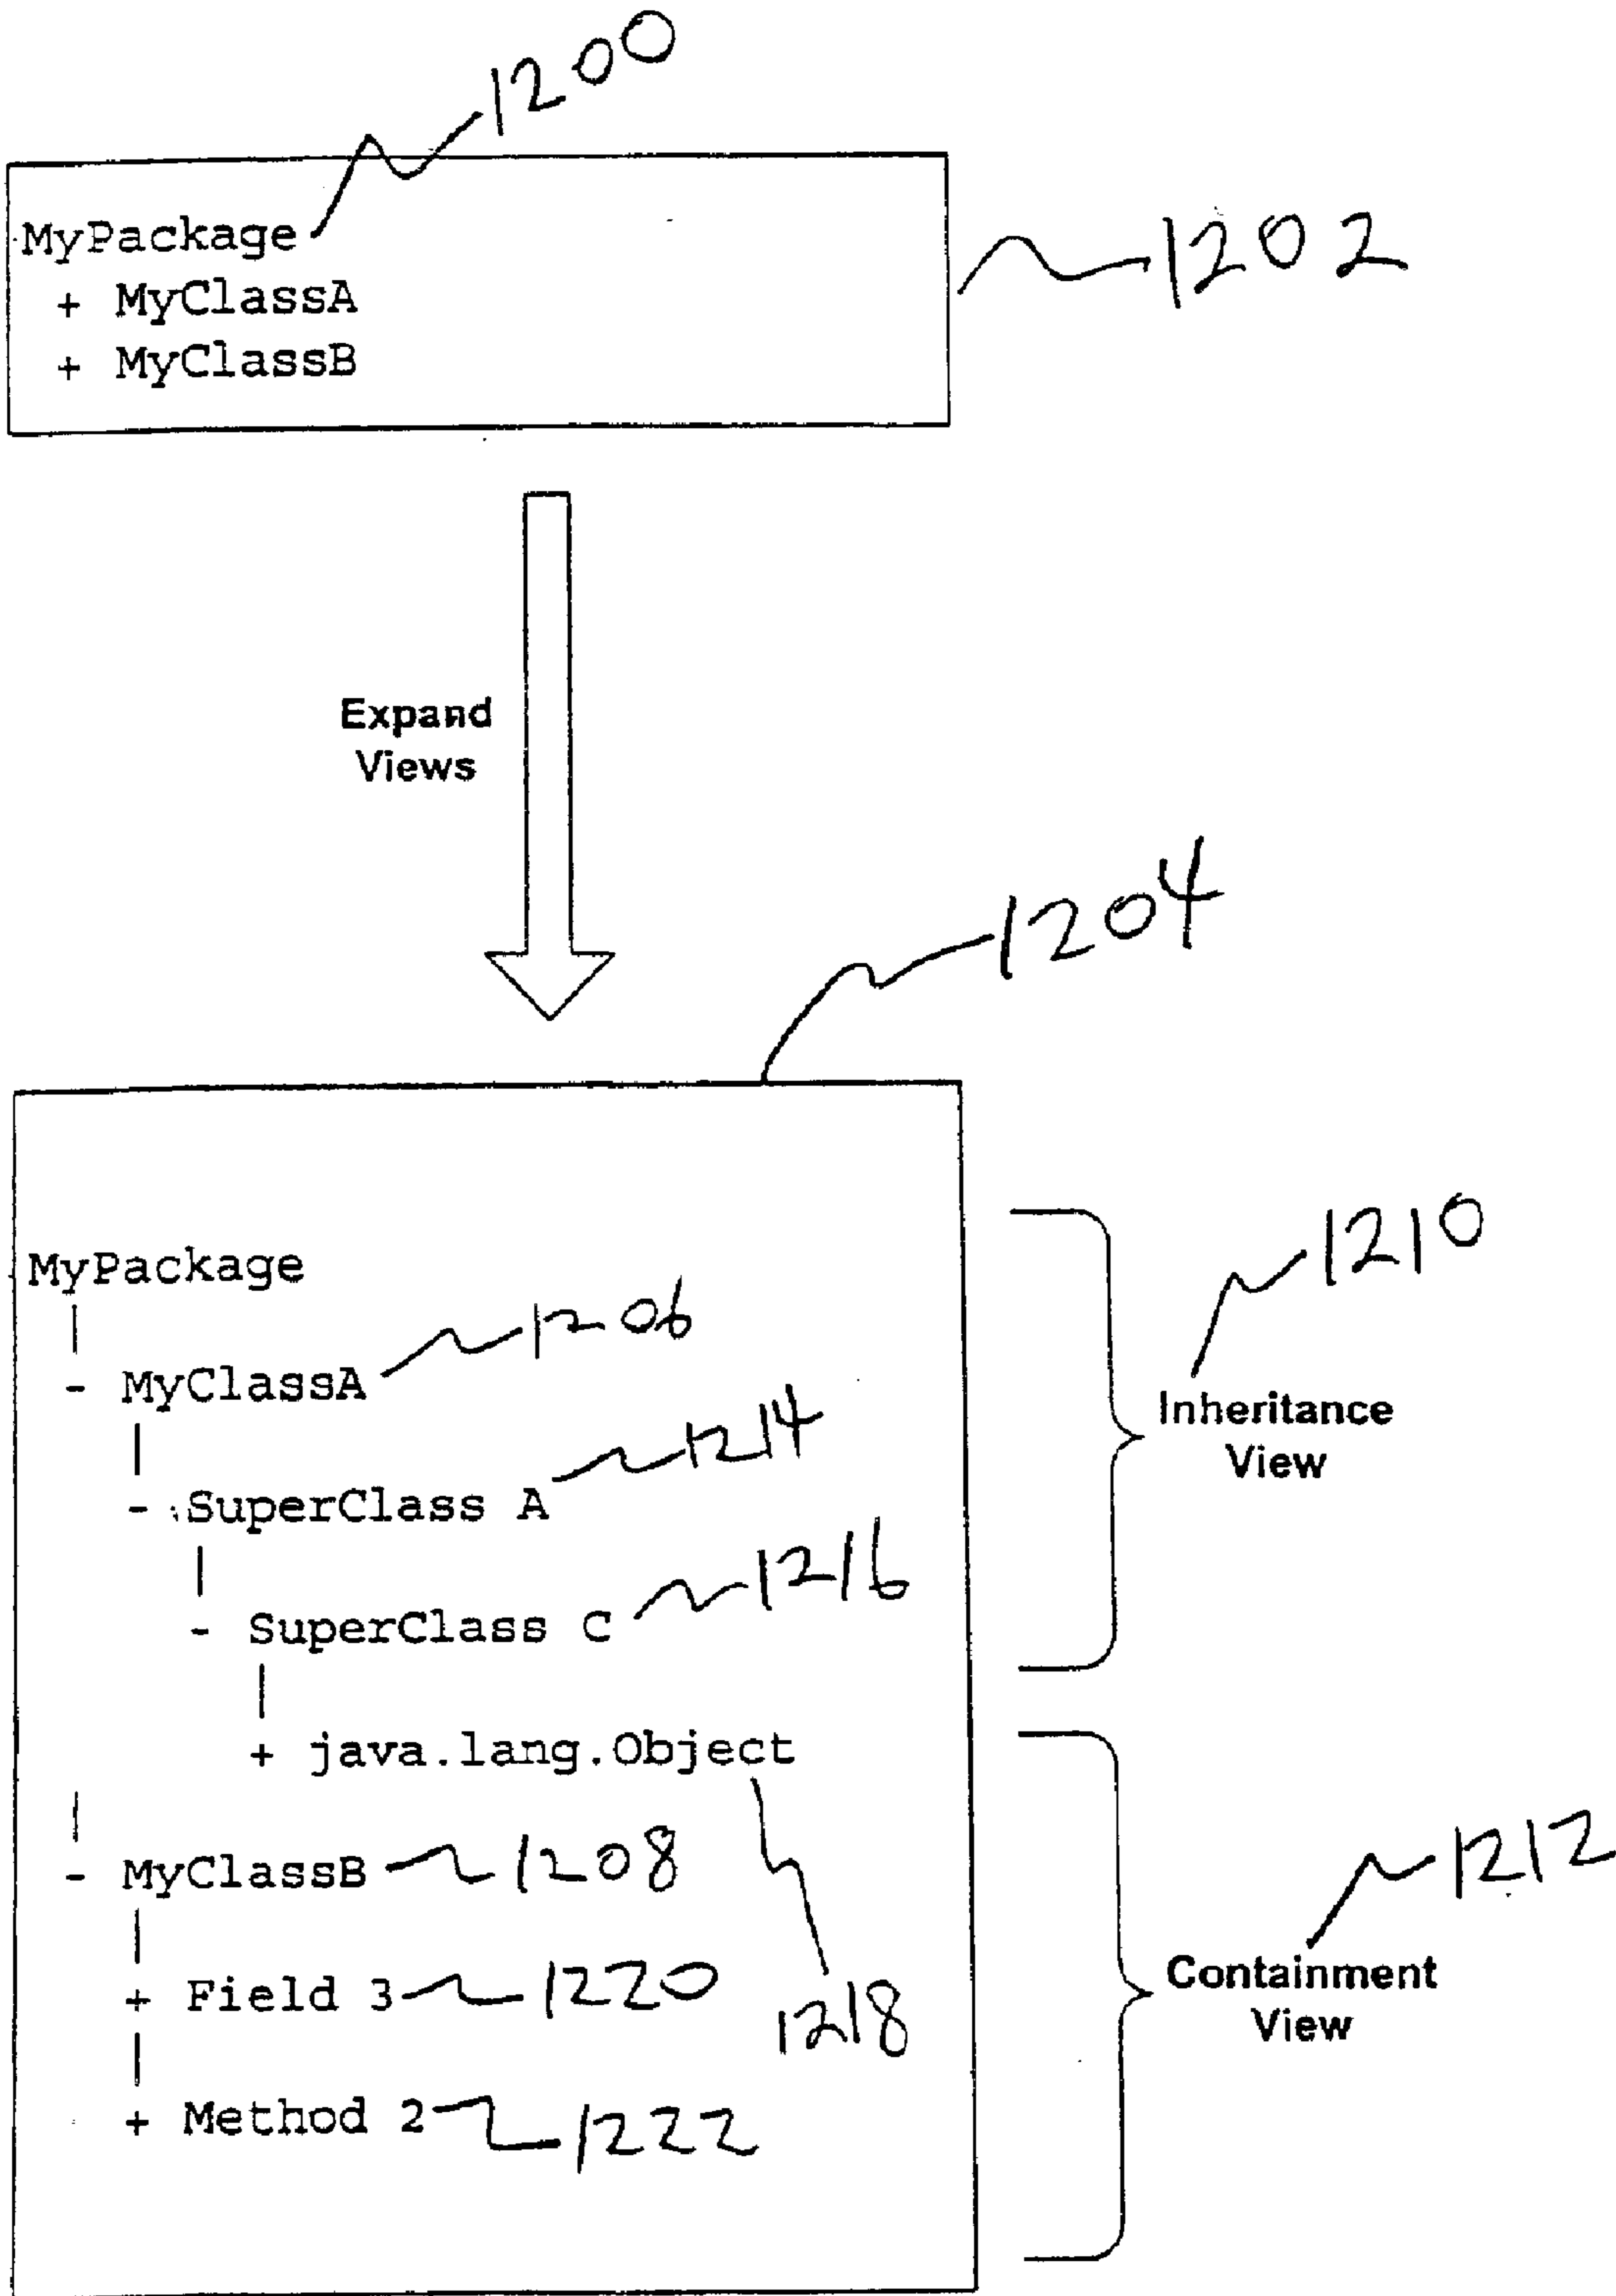 1200
MyPackage
+ MyClassA
+ MyClassB
1202
Expand
Views
1204
MyPackage
|
- MyClassA 1206
|
- SuperClass A 1214
|
- SuperClass C 1216
|
+ java.lang.Object
1218
|
- MyClassB 1208
|
+ Field 3 1220
|
+ Method 2 1222
1210
Inheritance
View
1212
Containment
View